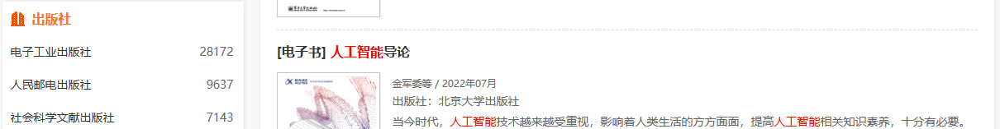 出版社
电子工业出版社 28172
人民邮电出版社 9637
社会科学文献出版社 7143
[电子书] 人工智能导论
金军委等 / 2022年07月
出版社：北京大学出版社
当今时代，人工智能技术越来越受重视，影响着人类生活的方方面面，提高人工智能相关知识素养，十分有必要。